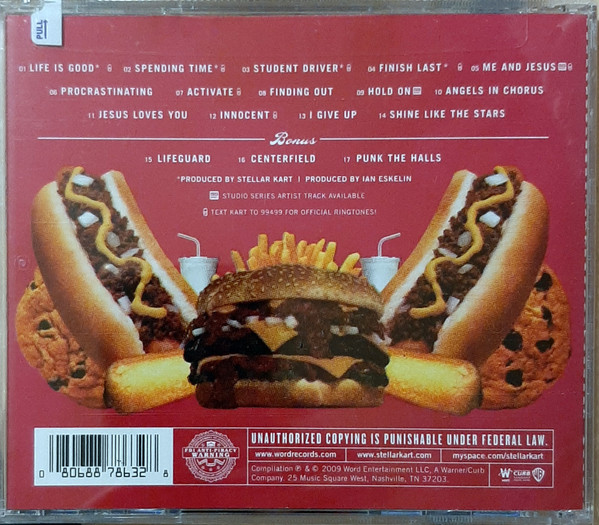 PULL
01 LIFE IS GOOD* 02 SPENDING TIME* 03 STUDENT DRIVER* 04 FINISH LAST* 05 ME AND JESUS
06 PROCRASTINATING 07 ACTIVATE 08 FINDING OUT 09 HOLD ON 10 ANGELS IN CHORUS
11 JESUS LOVES YOU 12 INNOCENT 13 I GIVE UP 14 SHINE LIKE THE STARS
Bonus
15 LIFEGUARD 16 CENTERFIELD 17 PUNK THE HALLS
*PRODUCED BY STELLAR KART | PRODUCED BY IAN ESKELIN
STUDIO SERIES ARTIST TRACK AVAILABLE
TEXT KART TO 99499 FOR OFFICIAL RINGTONES!
0 80688 78632 8
FBI ANTI-PIRACY
WARNING
UNAUTHORIZED COPYING IS PUNISHABLE UNDER FEDERAL LAW.
www.wordrecords.com www.stellarkart.com myspace.com/stellarkart
Compilation ℗ & © 2009 Word Entertainment LLC, A Warner/Curb
Company. 25 Music Square West, Nashville, TN 37203.
CURB